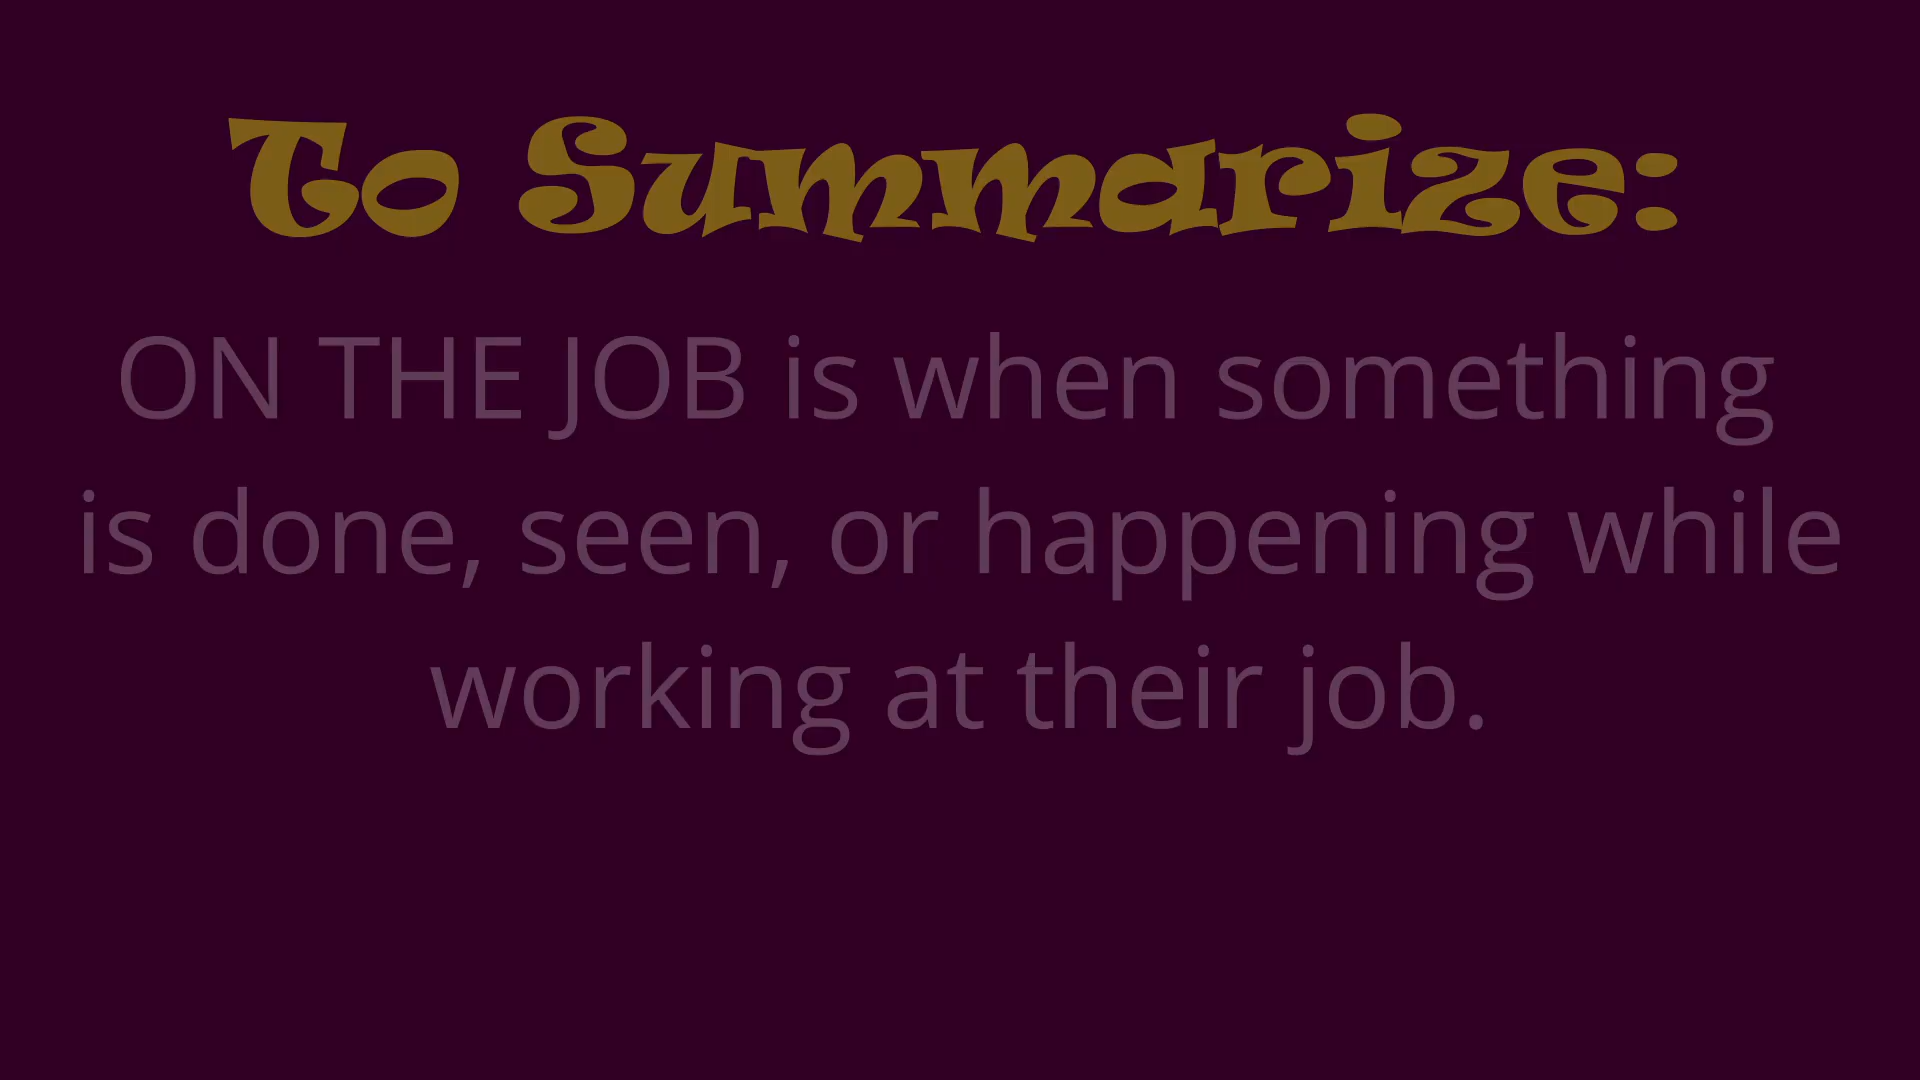 To Summarize:
ON THE JOB is when something
is done, seen, or happening while
working at their job.